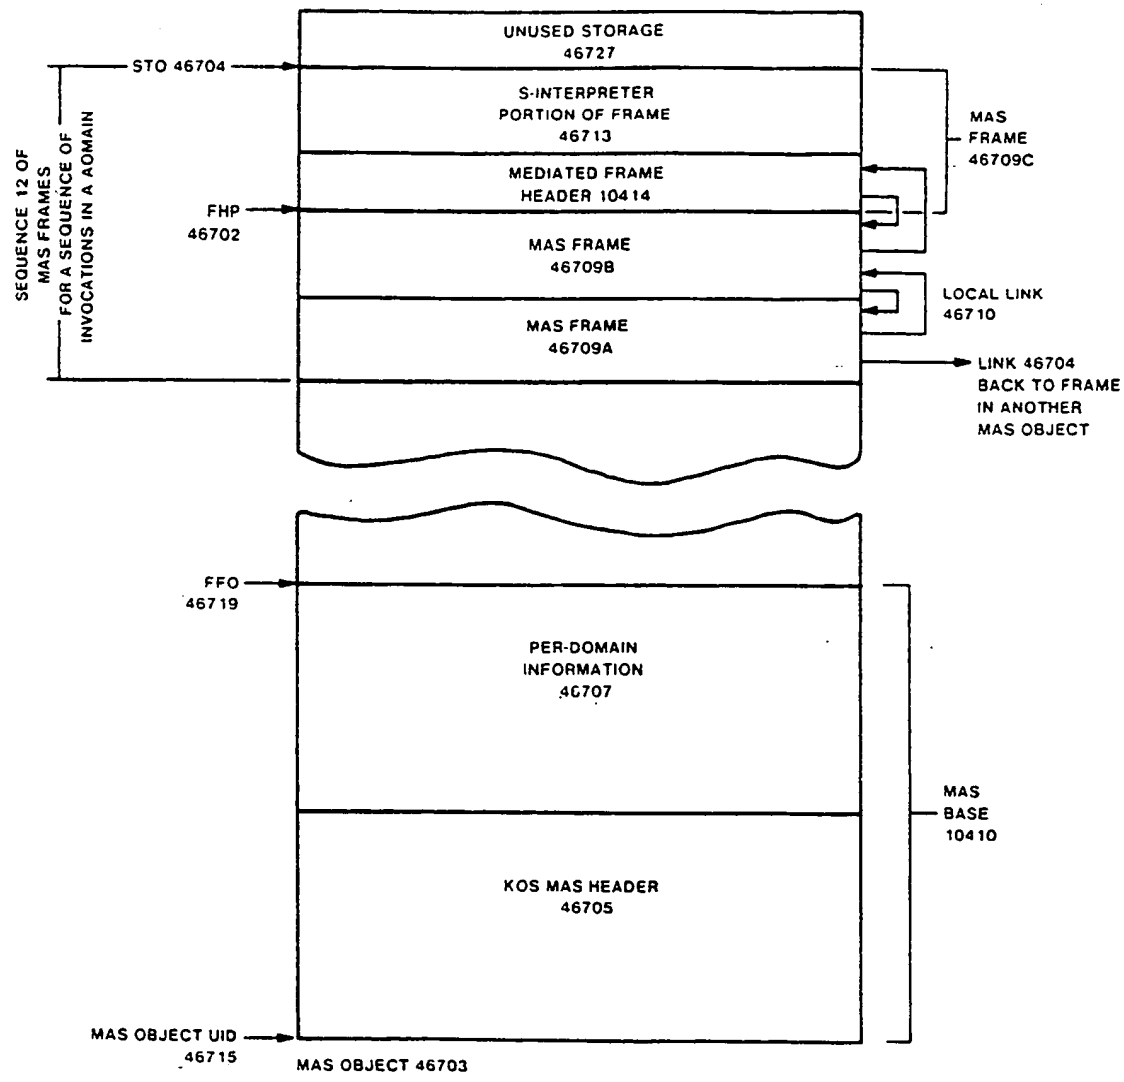 UNUSED STORAGE
46727
STO 46704
S-INTERPRETER
PORTION OF FRAME
46713
MAS
FRAME
46709C
MEDIATED FRAME
HEADER 10414
FHP
46702
SEQUENCE 12 OF
MAS FRAMES
FOR A SEQUENCE OF
INVOCATIONS IN A AOMAIN
MAS FRAME
46709B
LOCAL LINK
46710
MAS FRAME
46709A
LINK 46704
BACK TO FRAME
IN ANOTHER
MAS OBJECT
FFO
46719
PER-DOMAIN
INFORMATION
46707
MAS
BASE
10410
KOS MAS HEADER
46705
MAS OBJECT UID
46715
MAS OBJECT 46703